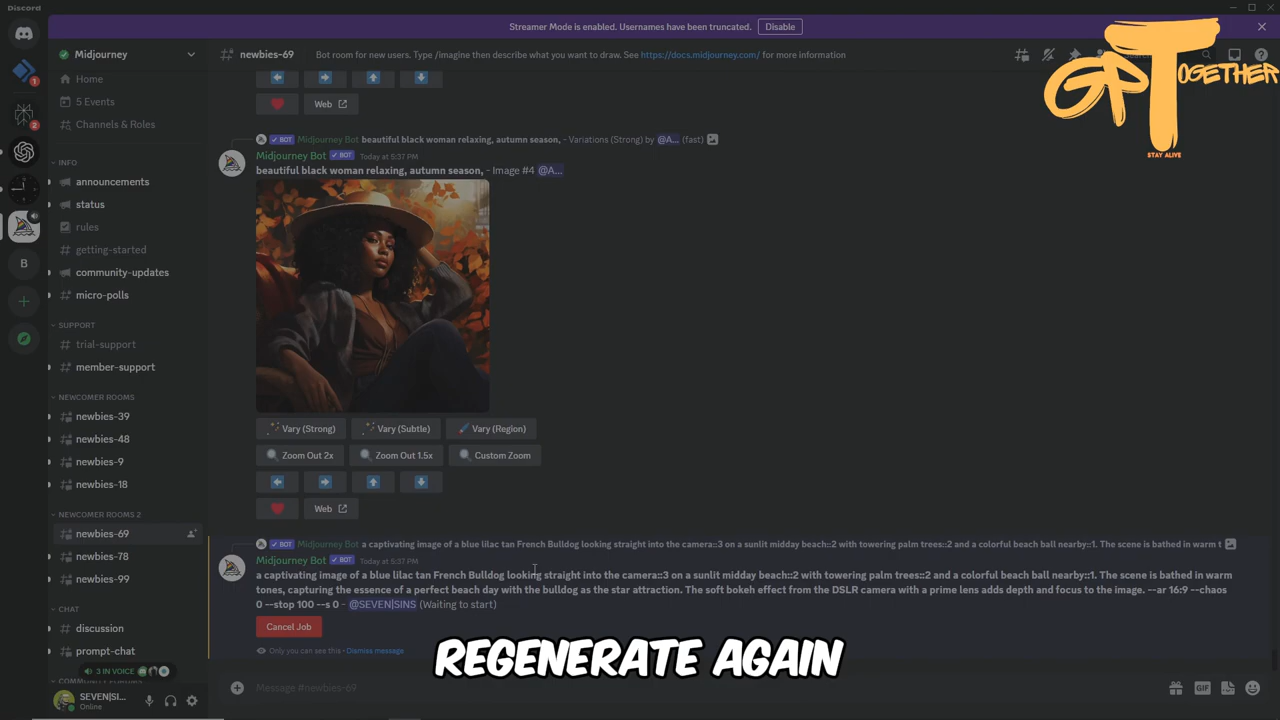 Discord
Streamer Mode is enabled. Usernames have been truncated.
Disable
Midjourney
newbies-69
Bot room for new users. Type /imagine then describe what you want to draw. See https://docs.midjourney.com/ for more information
GPTOGETHER
STAY ALIVE
Home
5 Events
Channels & Roles
INFO
announcements
status
rules
getting-started
community-updates
micro-polls
SUPPORT
trial-support
member-support
NEWCOMER ROOMS
newbies-39
newbies-48
newbies-9
newbies-18
NEWCOMER ROOMS 2
newbies-69
newbies-78
newbies-99
CHAT
discussion
prompt-chat
3 IN VOICE
SEVEN|SI...
Online
1
2
B
Web
BOT Midjourney Bot beautiful black woman relaxing, autumn season, - Variations (Strong) by @A... (fast)
Midjourney Bot BOT Today at 5:37 PM
beautiful black woman relaxing, autumn season, - Image #4 @A...
Vary (Strong) Vary (Subtle) Vary (Region)
Zoom Out 2x Zoom Out 1.5x Custom Zoom
Web
BOT Midjourney Bot a captivating image of a blue lilac tan French Bulldog looking straight into the camera::3 on a sunlit midday beach::2 with towering palm trees::2 and a colorful beach ball nearby::1. The scene is bathed in warm t
Midjourney Bot BOT Today at 5:37 PM
a captivating image of a blue lilac tan French Bulldog looking straight into the camera::3 on a sunlit midday beach::2 with towering palm trees::2 and a colorful beach ball nearby::1. The scene is bathed in warm
tones, capturing the essence of a perfect beach day with the bulldog as the star attraction. The soft bokeh effect from the DSLR camera with a prime lens adds depth and focus to the image. --ar 16:9 --chaos
0 --stop 100 --s 0 - @SEVEN|SINS (Waiting to start)
Cancel Job
Only you can see this • Dismiss message
REGENERATE AGAIN
Message #newbies-69
GIF